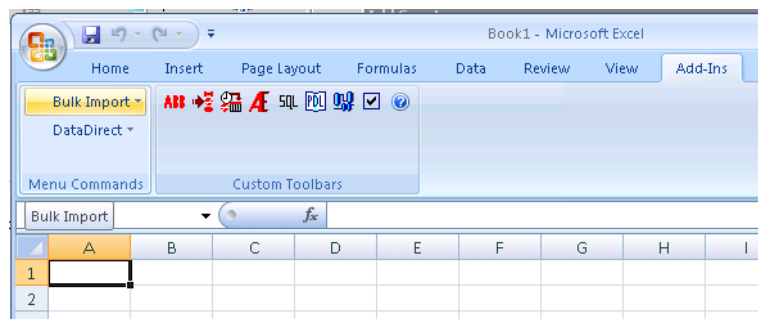 Book1 - Microsoft Excel
Home Insert Page Layout Formulas Data Review View Add-Ins
Bulk Import ABB Æ SQL PDL
DataDirect
Menu Commands Custom Toolbars
Bulk Import fx
A B C D E F G H I
1
2